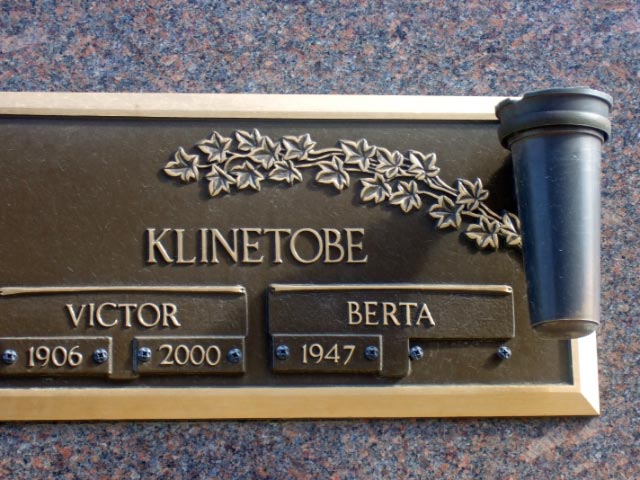 KLINETOBE
VICTOR
1906 2000
BERTA
1947